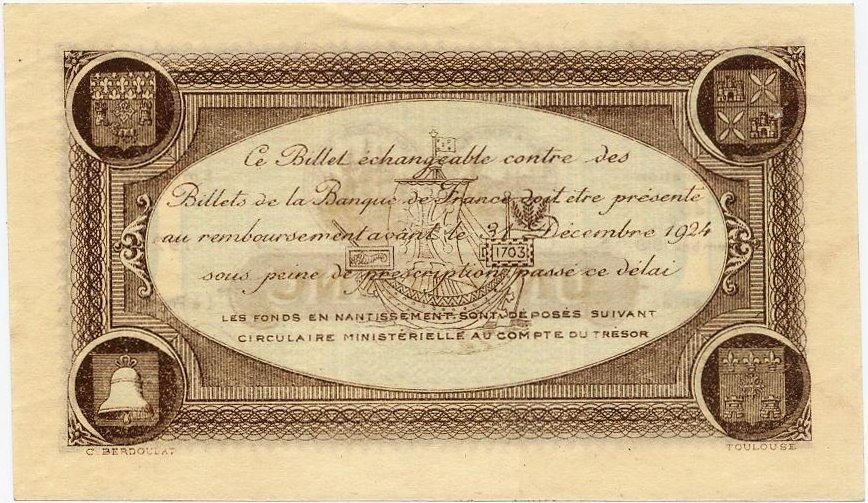 Ce Billet échangeable contre des
Billets de la Banque de France doit être présenté
au remboursement avant le 31 Décembre 1924
sous peine de prescription passé ce délai
1703
LES FONDS EN NANTISSEMENT SONT DÉPOSÉS SUIVANT
CIRCULAIRE MINISTÉRIELLE AU COMPTE DU TRÉSOR
C. BERDOULAT
TOULOUSE